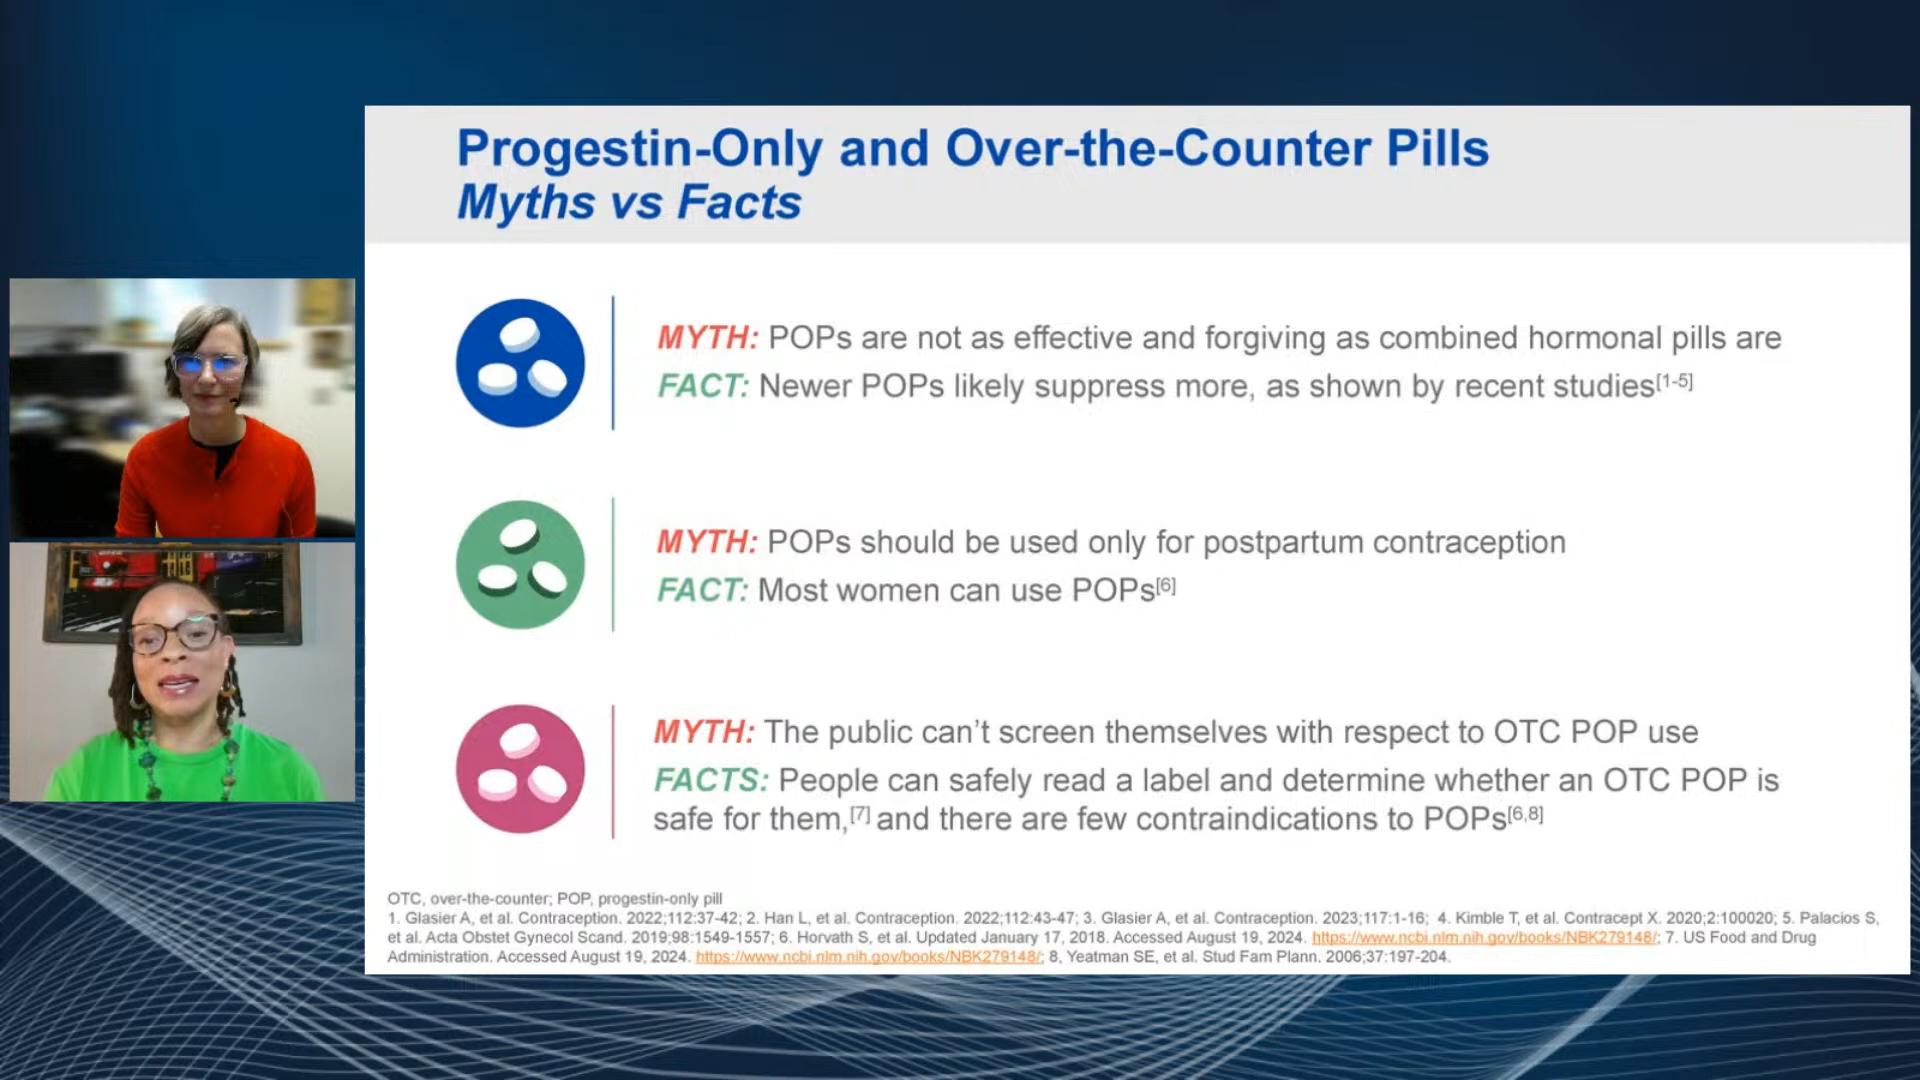 Progestin-Only and Over-the-Counter Pills
Myths vs Facts
MYTH: POPs are not as effective and forgiving as combined hormonal pills are
FACT: Newer POPs likely suppress more, as shown by recent studies[1-5]
MYTH: POPs should be used only for postpartum contraception
FACT: Most women can use POPs[6]
MYTH: The public can’t screen themselves with respect to OTC POP use
FACTS: People can safely read a label and determine whether an OTC POP is
safe for them,[7] and there are few contraindications to POPs[6,8]
OTC, over-the-counter; POP, progestin-only pill
1. Glasier A, et al. Contraception. 2022;112:37-42; 2. Han L, et al. Contraception. 2022;112:43-47; 3. Glasier A, et al. Contraception. 2023;117:1-16; 4. Kimble T, et al. Contracept X. 2020;2:100020; 5. Palacios S,
et al. Acta Obstet Gynecol Scand. 2019;98:1549-1557; 6. Horvath S, et al. Updated January 17, 2018. Accessed August 19, 2024. https://www.ncbi.nlm.nih.gov/books/NBK279148/; 7. US Food and Drug
Administration. Accessed August 19, 2024. https://www.ncbi.nlm.nih.gov/books/NBK279148/; 8, Yeatman SE, et al. Stud Fam Plann. 2006;37:197-204.